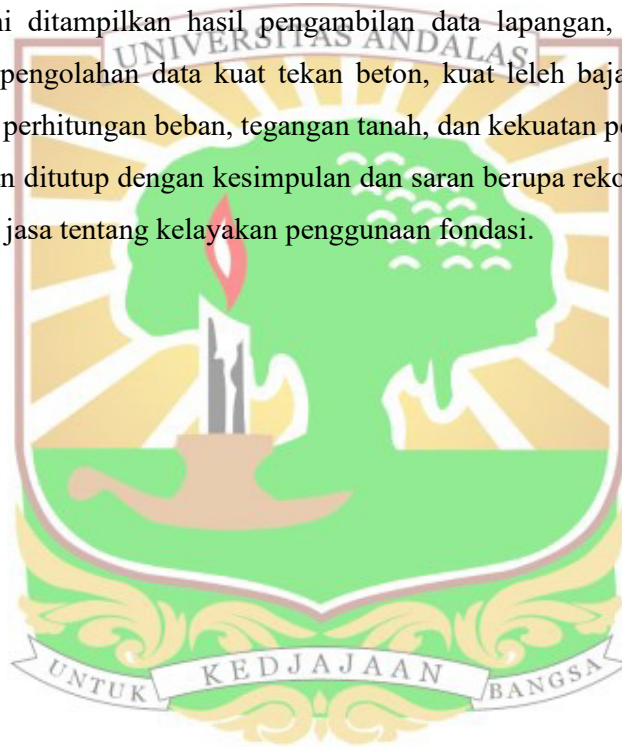 ni ditampilkan hasil pengambilan data lapangan,
UNIVERSITAS ANDALAS
pengolahan data kuat tekan beton, kuat leleh baja
perhitungan beban, tegangan tanah, dan kekuatan
n ditutup dengan kesimpulan dan saran berupa
jasa tentang kelayakan penggunaan fondasi.
UNTUK KEDJAJAAN BANGSA